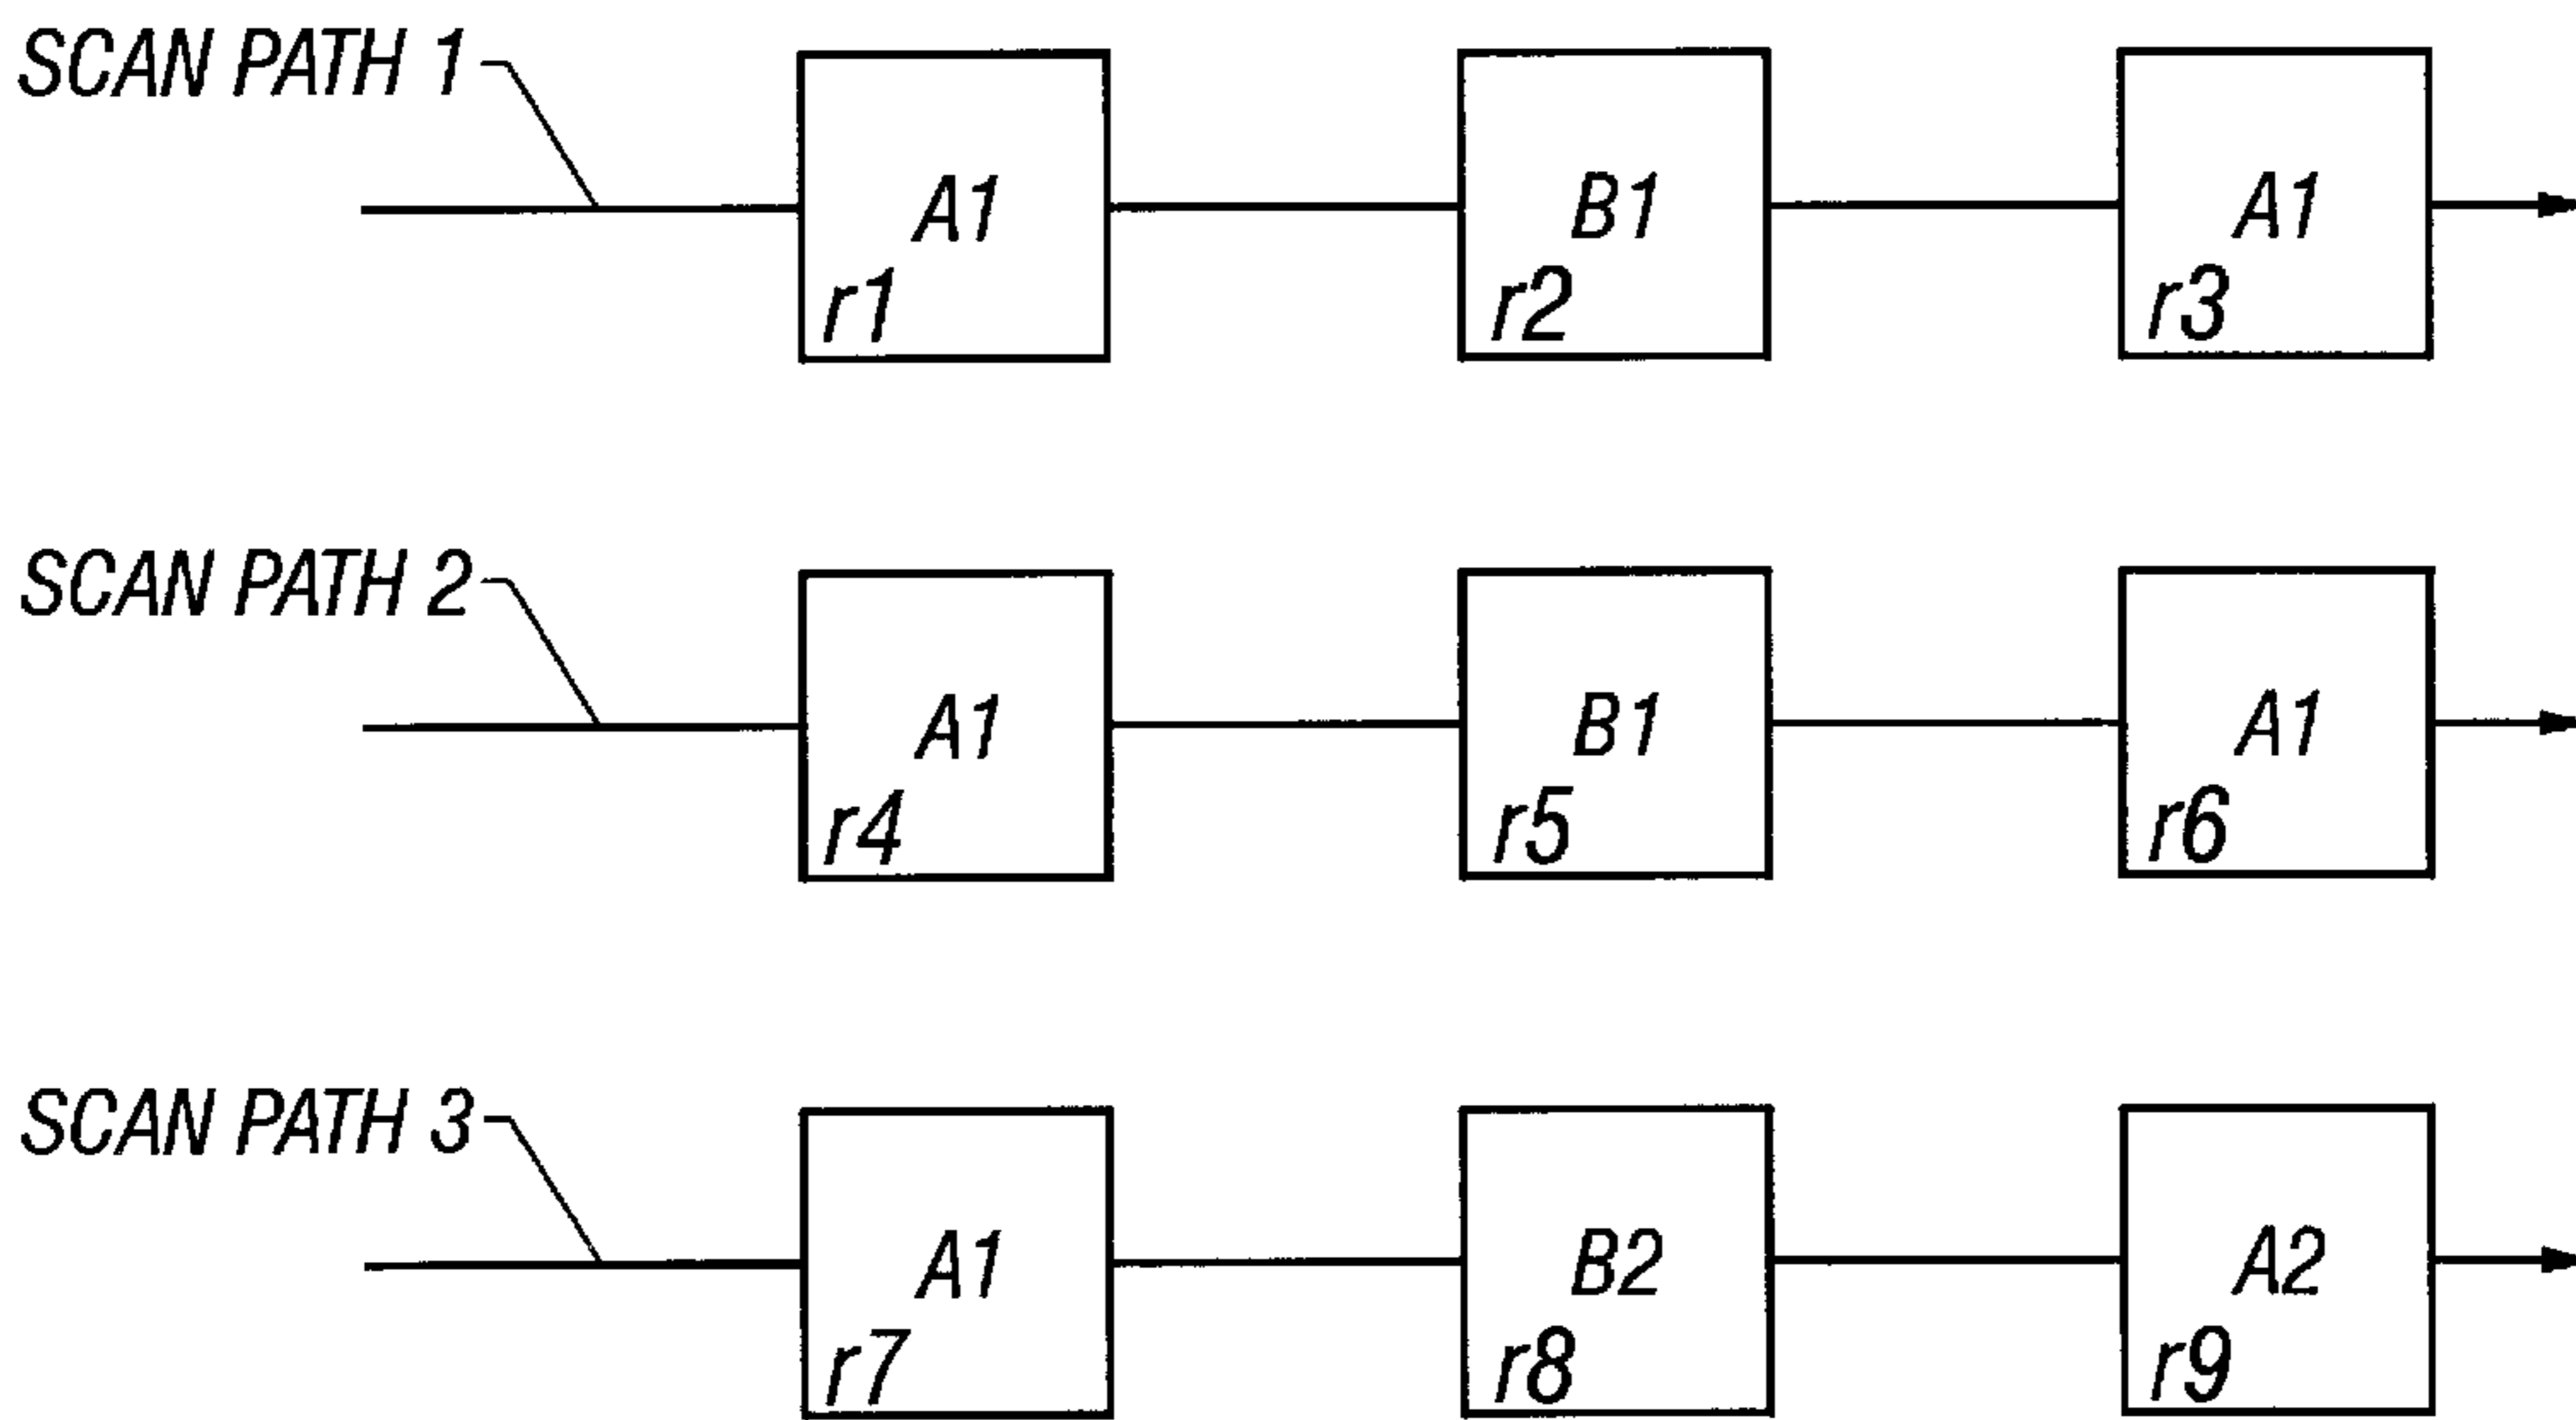 SCAN PATH 1
A1
r1
B1
r2
A1
r3
SCAN PATH 2
A1
r4
B1
r5
A1
r6
SCAN PATH 3
A1
r7
B2
r8
A2
r9